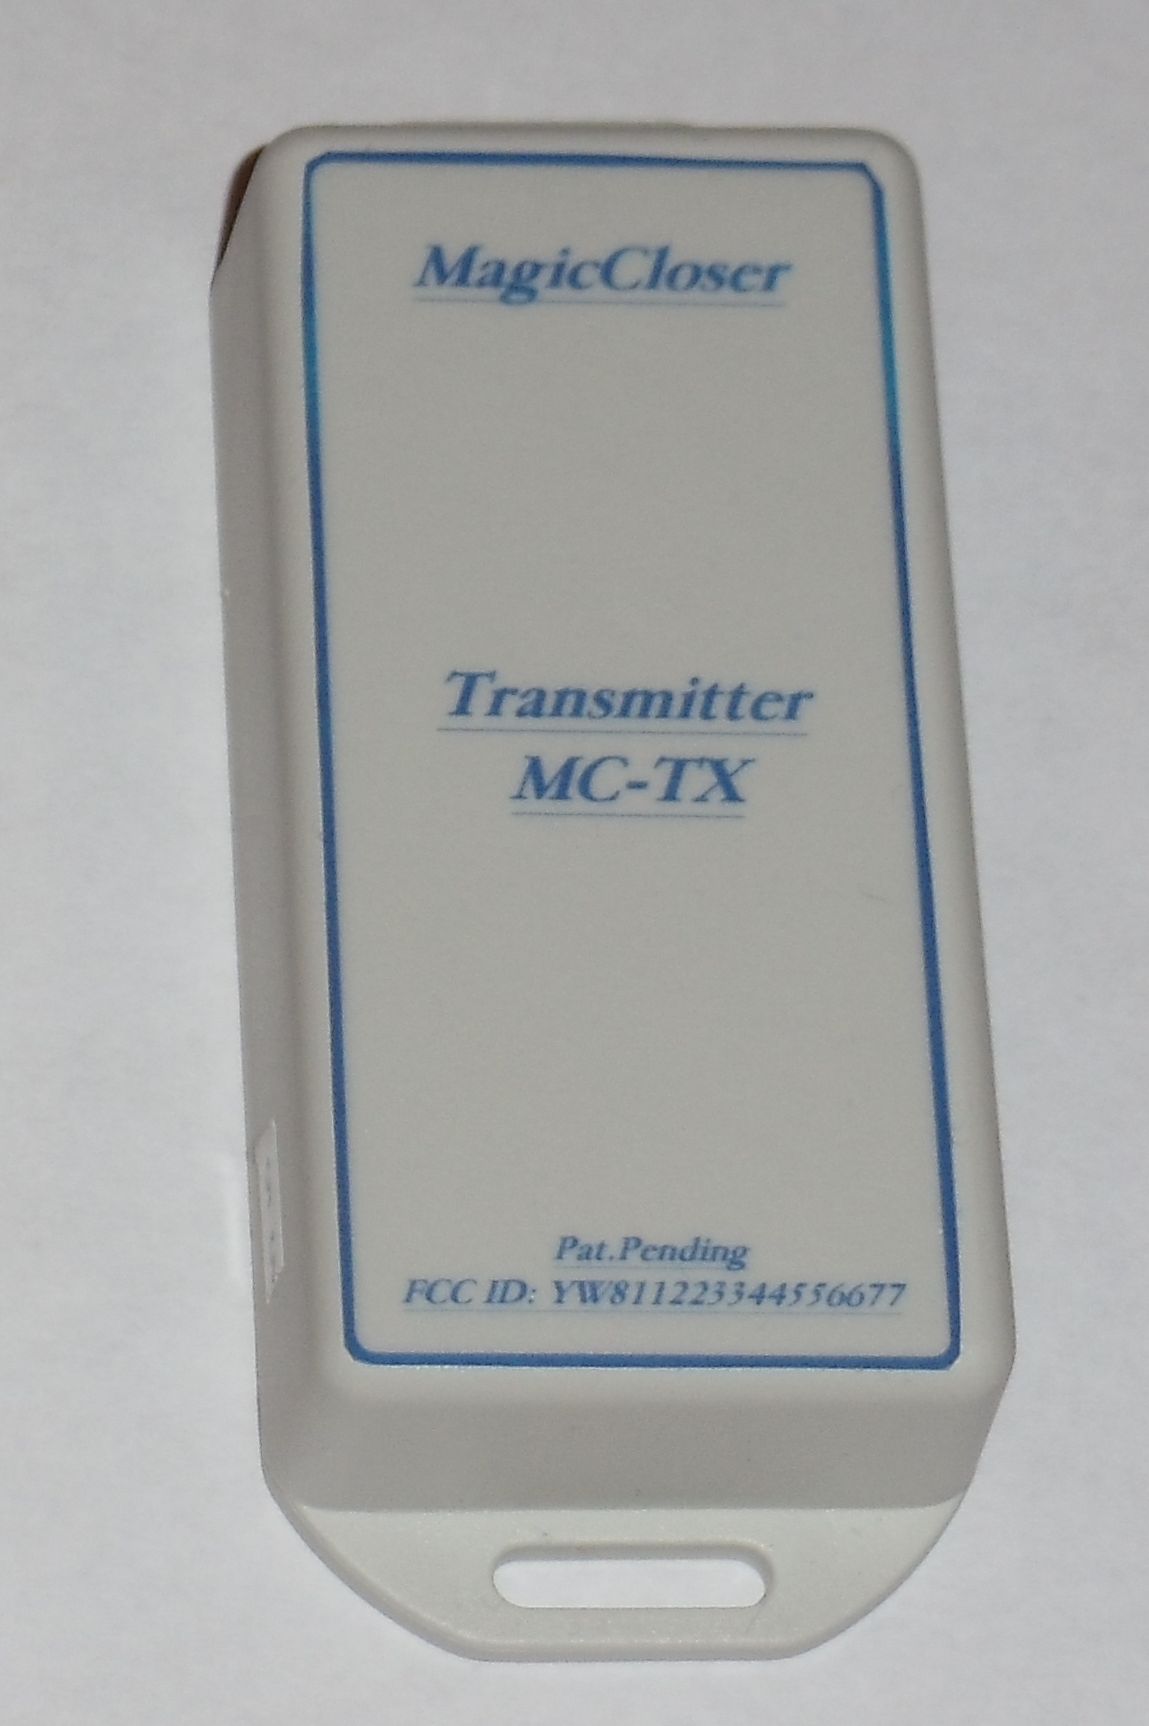 MagicCloser
Transmitter
MC-TX
Pat.Pending
FCC ID: YW811223344556677